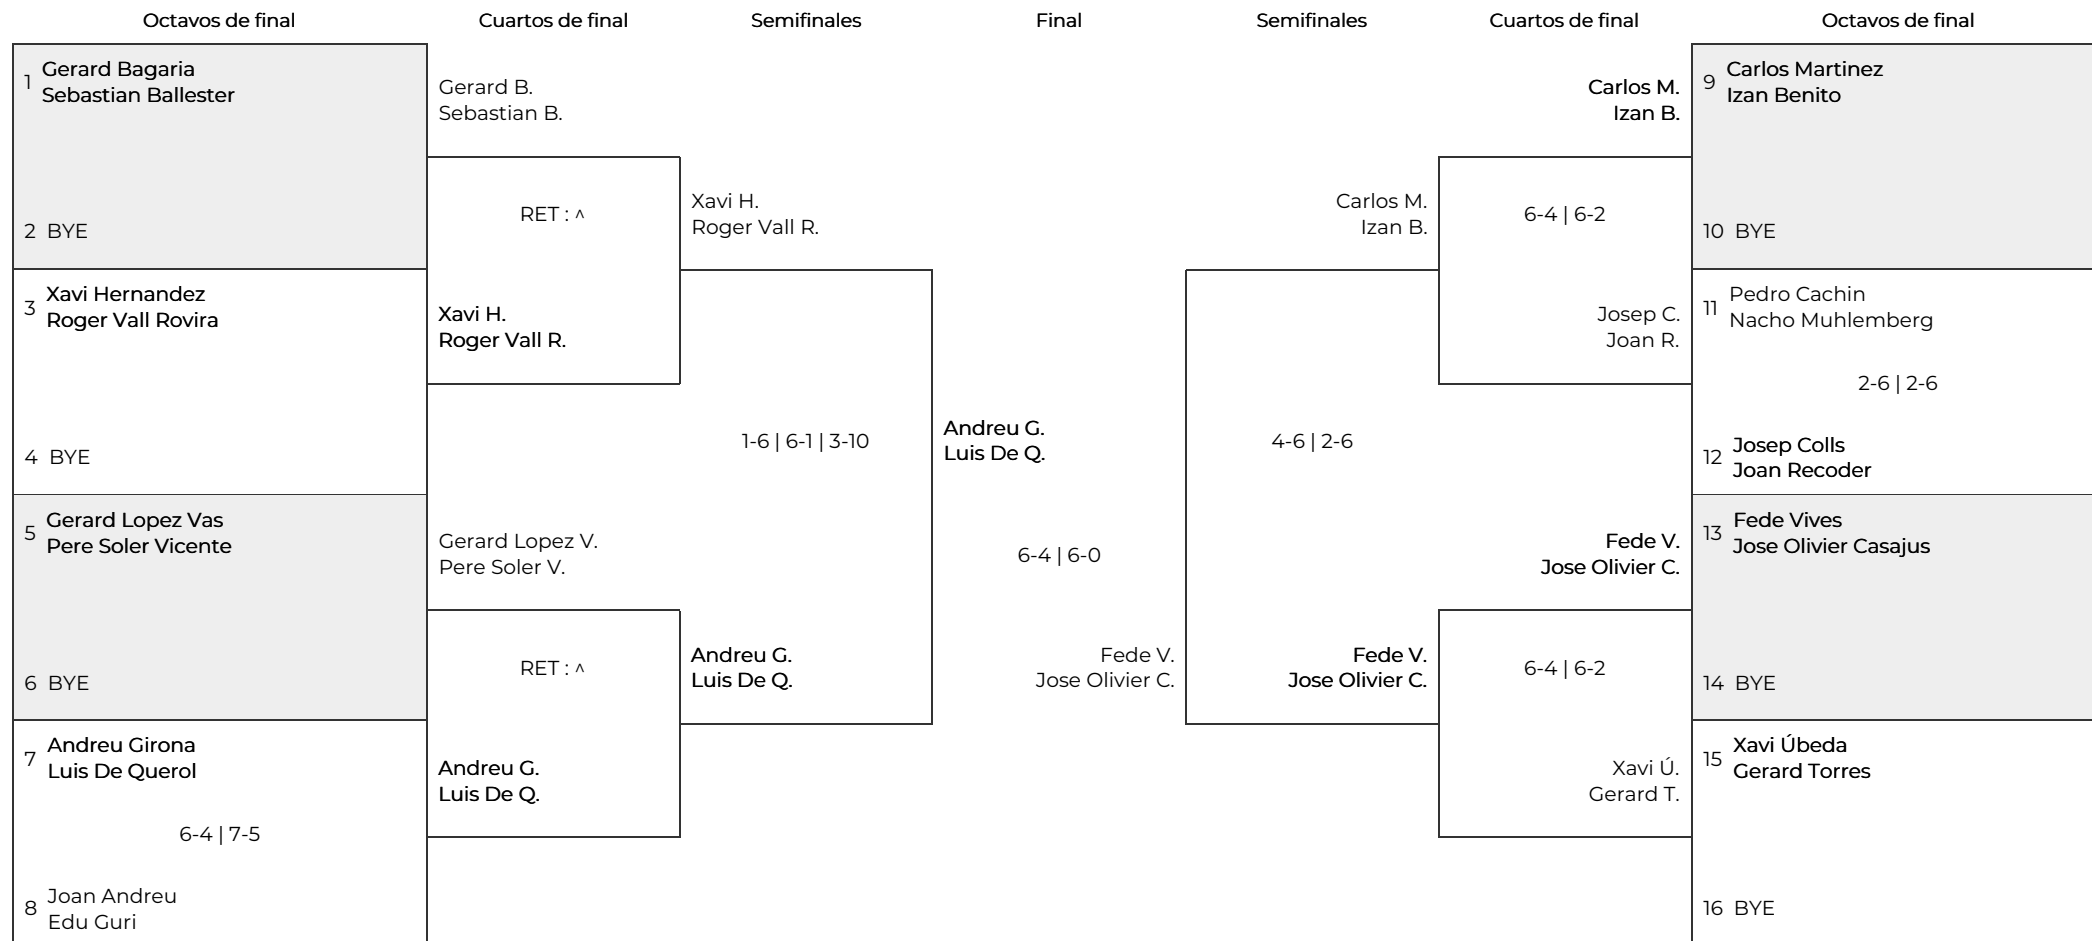 Octavos de final
Cuartos de final
Semifinales
Final
Semifinales
Cuartos de final
Octavos de final
1
Gerard Bagaria
Sebastian Ballester
2 BYE
3
Xavi Hernandez
Roger Vall Rovira
4 BYE
5
Gerard Lopez Vas
Pere Soler Vicente
6 BYE
7
Andreu Girona
Luis De Querol
6-4 | 7-5
8
Joan Andreu
Edu Guri
Gerard B.
Sebastian B.
RET : ^
Xavi H.
Roger Vall R.
Gerard Lopez V.
Pere Soler V.
RET : ^
Andreu G.
Luis De Q.
Xavi H.
Roger Vall R.
1-6 | 6-1 | 3-10
Andreu G.
Luis De Q.
Andreu G.
Luis De Q.
6-4 | 6-0
Fede V.
Jose Olivier C.
Carlos M.
Izan B.
4-6 | 2-6
Fede V.
Jose Olivier C.
Carlos M.
Izan B.
6-4 | 6-2
Josep C.
Joan R.
Fede V.
Jose Olivier C.
6-4 | 6-2
Xavi Ú.
Gerard T.
9
Carlos Martinez
Izan Benito
10 BYE
11
Pedro Cachin
Nacho Muhlemberg
2-6 | 2-6
12
Josep Colls
Joan Recoder
13
Fede Vives
Jose Olivier Casajus
14 BYE
15
Xavi Úbeda
Gerard Torres
16 BYE